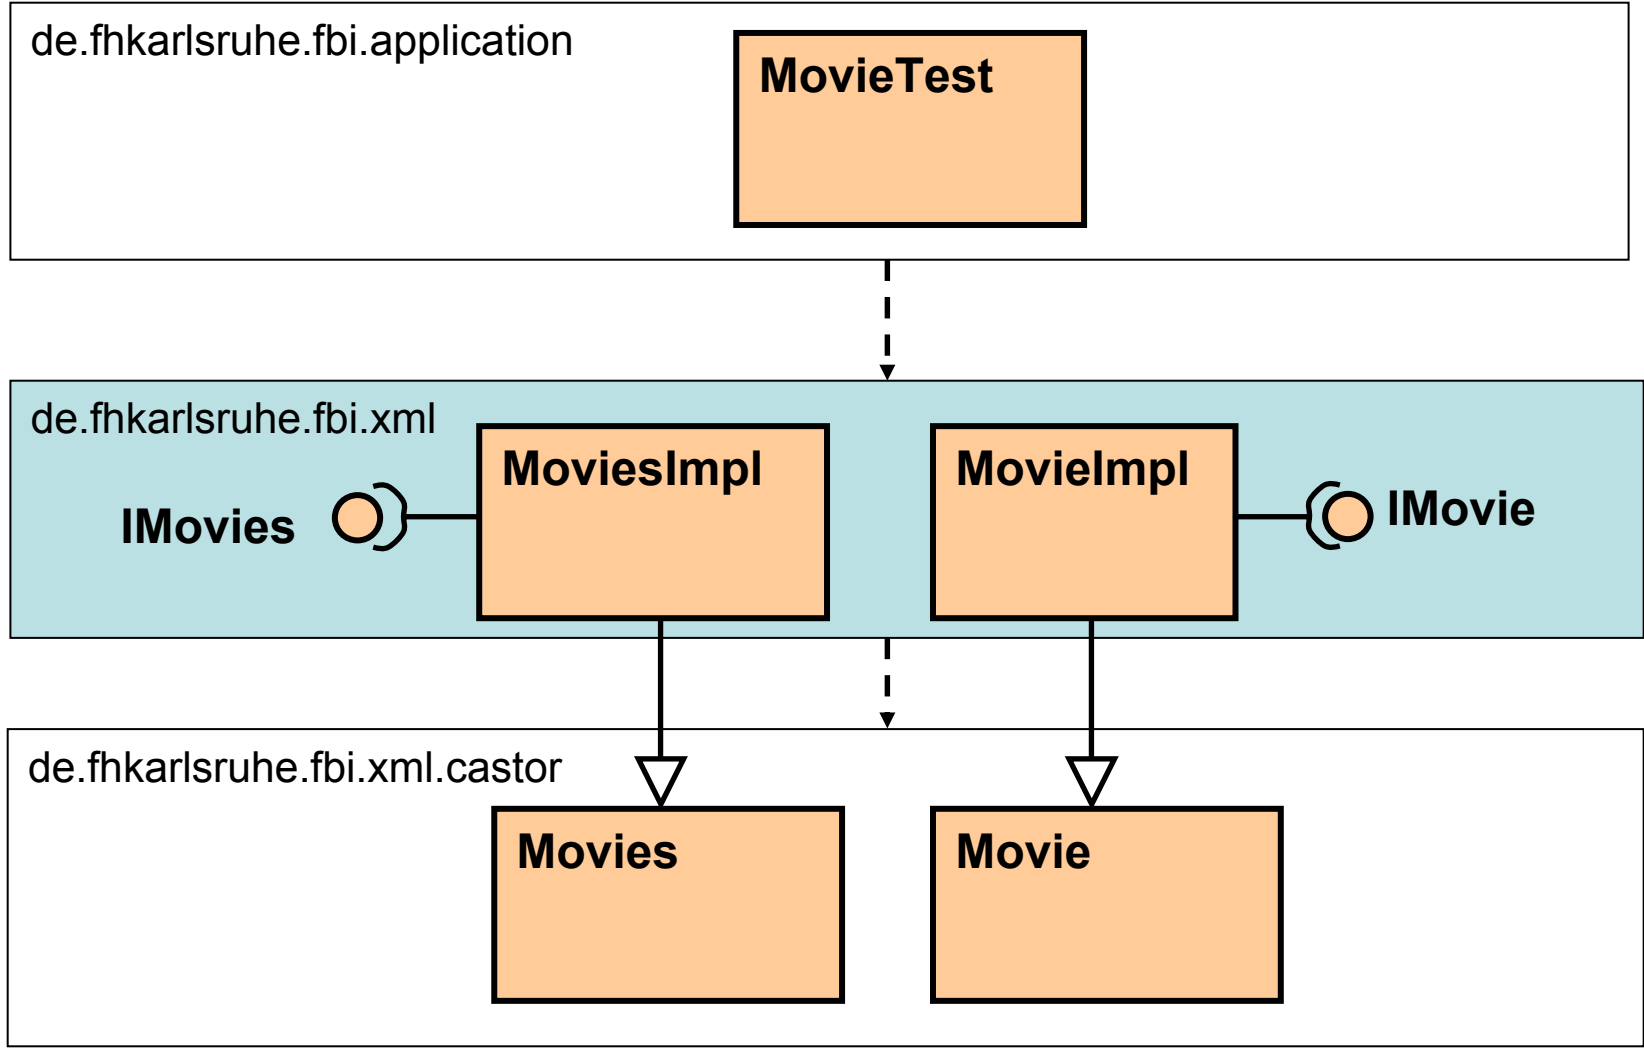 de.fhkarlsruhe.fbi.application
MovieTest
de.fhkarlsruhe.fbi.xml
MoviesImpl
MovieImpl
IMovies
IMovie
de.fhkarlsruhe.fbi.xml.castor
Movies
Movie